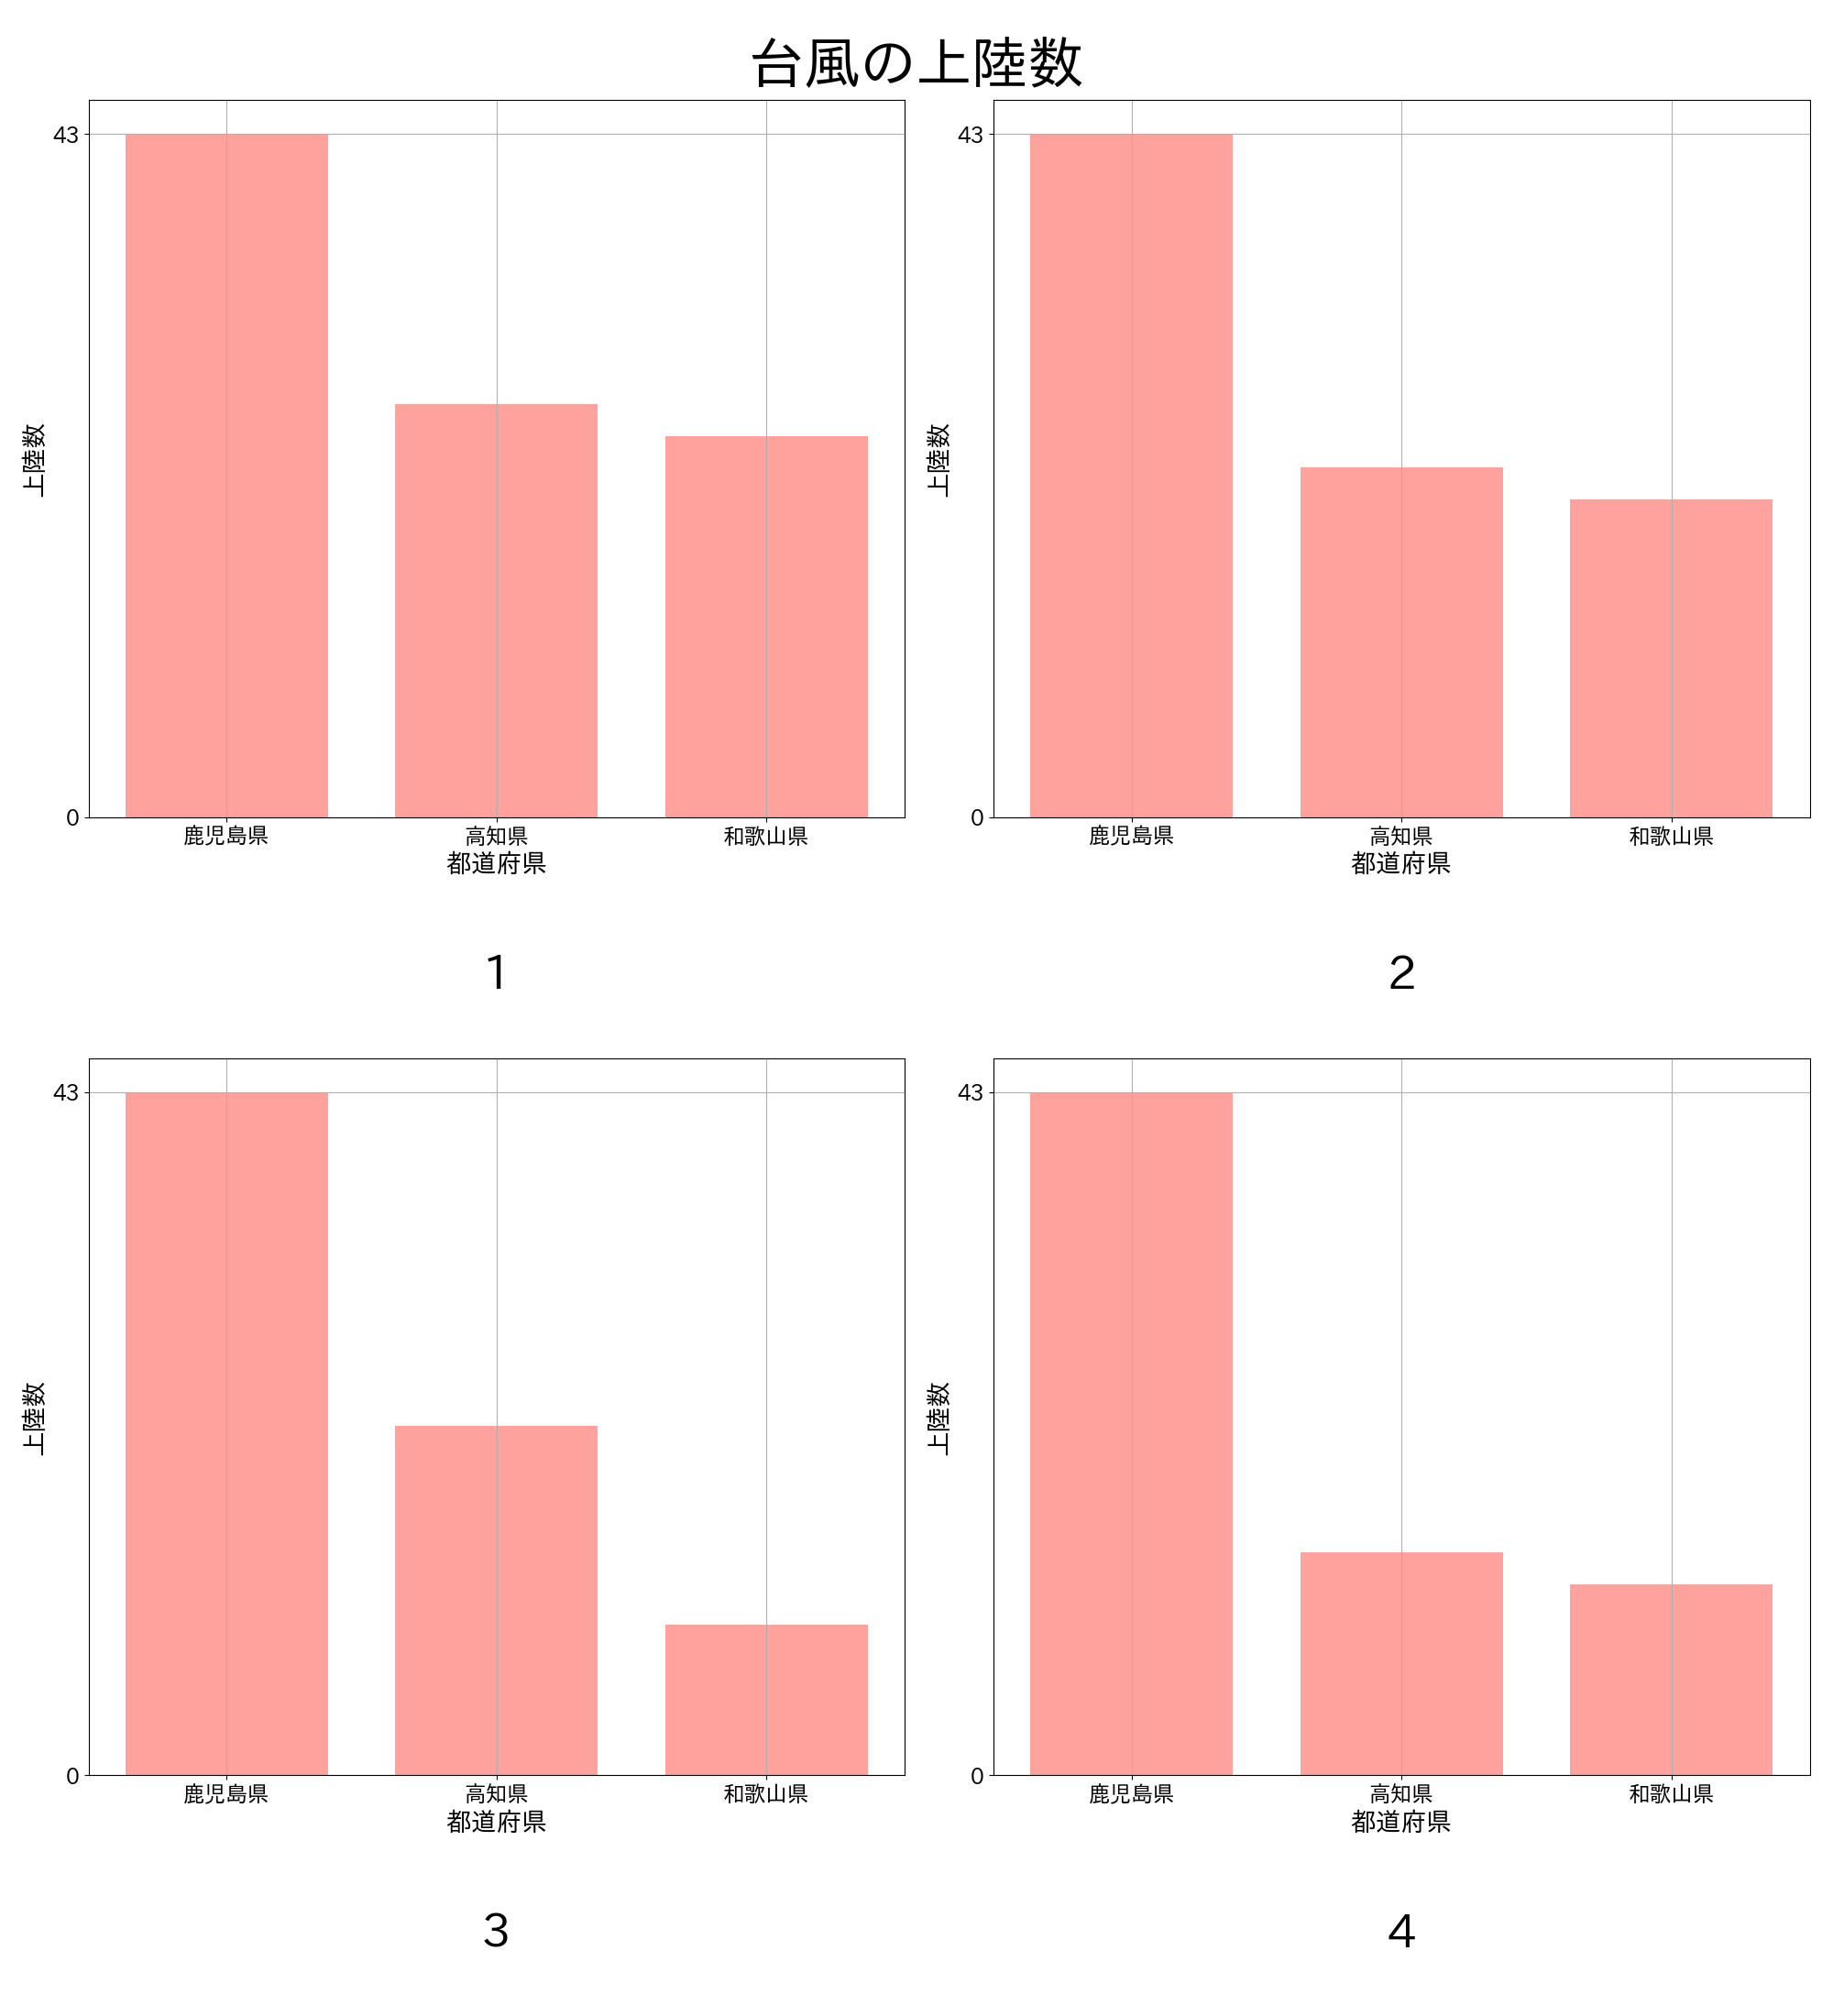 台風の上陸数
43
0
上陸数
鹿児島県 高知県 和歌山県
都道府県
1
43
0
上陸数
鹿児島県 高知県 和歌山県
都道府県
2
43
0
上陸数
鹿児島県 高知県 和歌山県
都道府県
3
43
0
上陸数
鹿児島県 高知県 和歌山県
都道府県
4